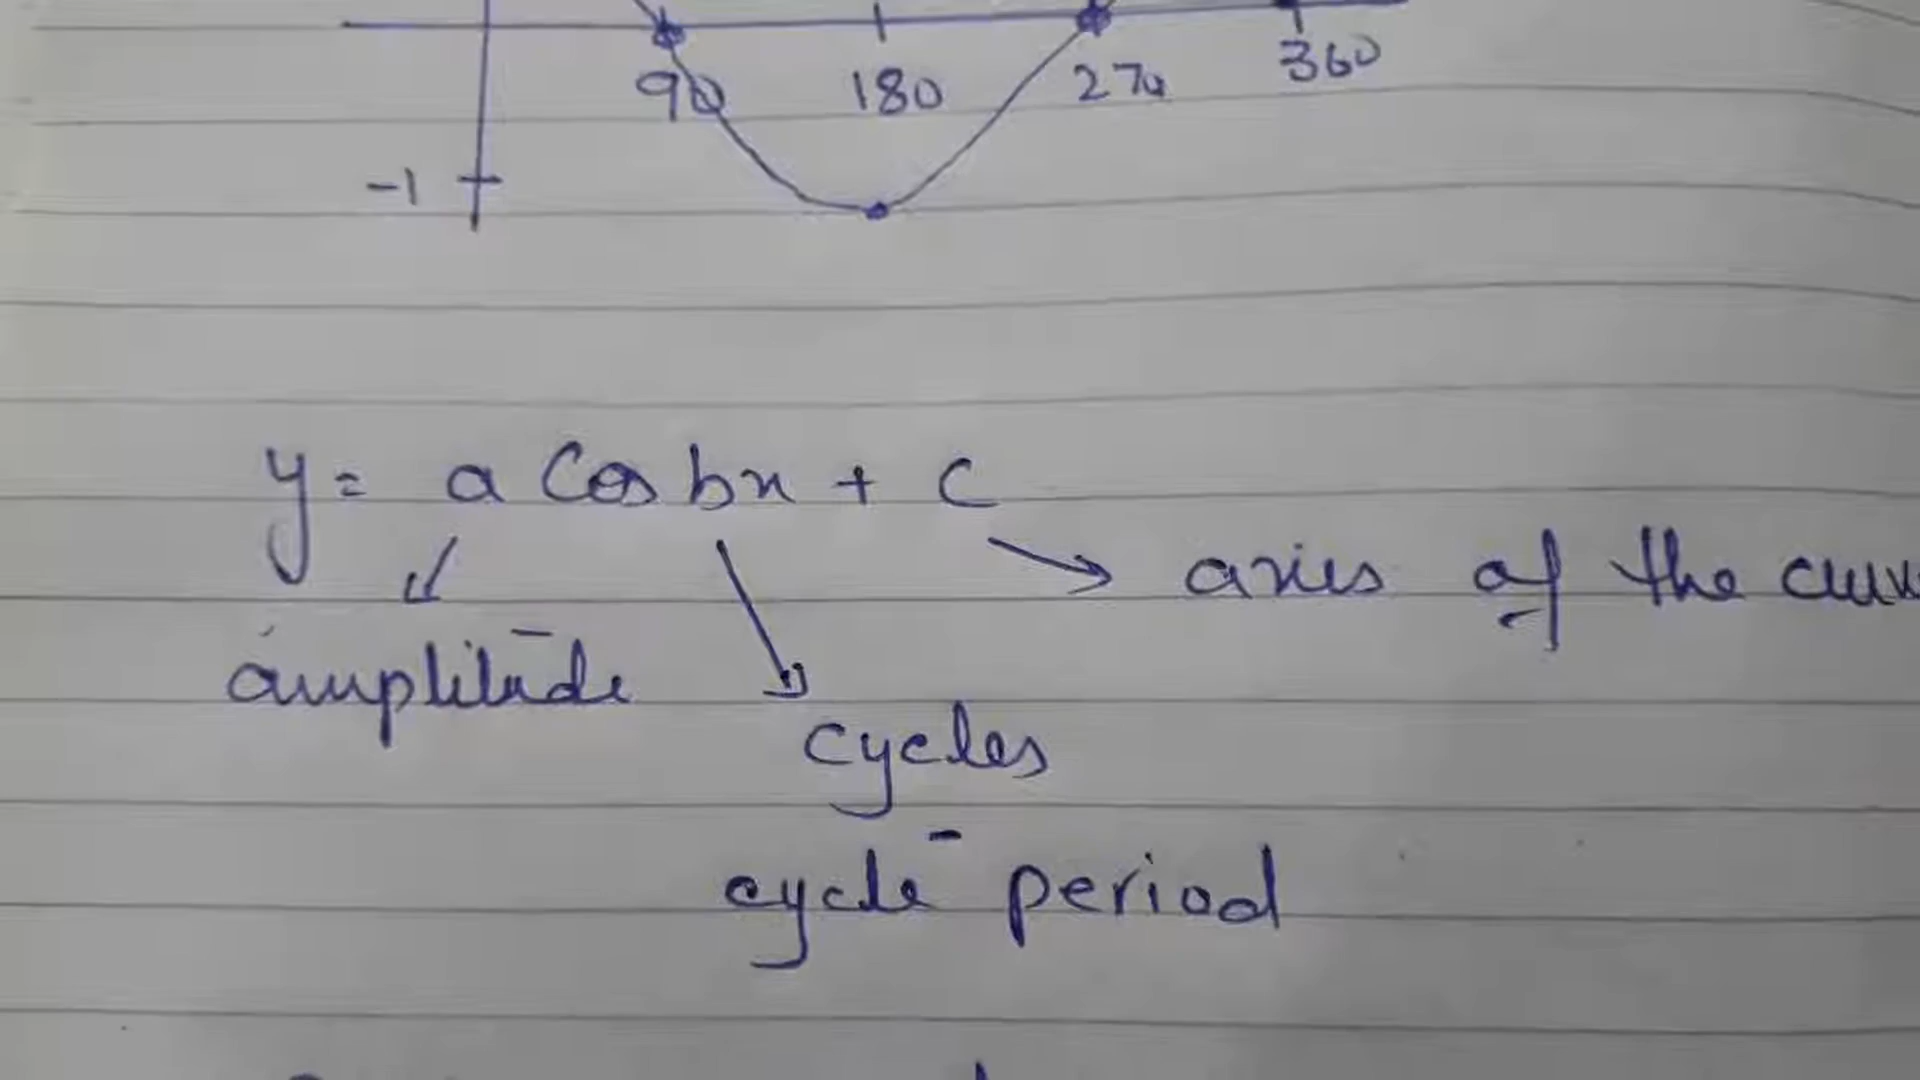 90 180 270 360
-1
y = a Cos bx + c
axis of the
amplitude
cycles
cycle period